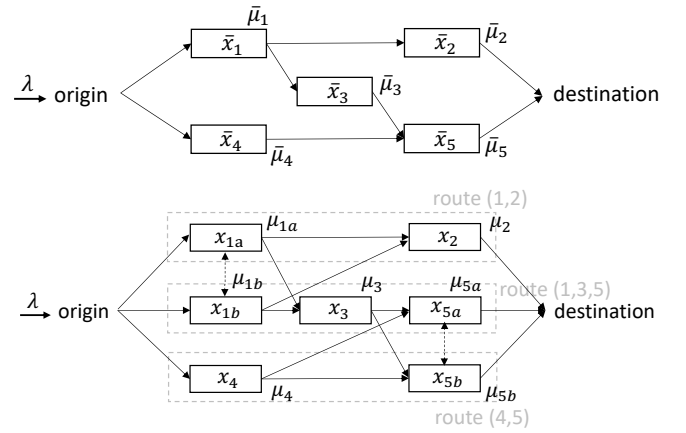 μ̄₁
x̄₁ x̄₂ μ̄₂
λ origin x̄₃ μ̄₃ destination
x̄₄ μ̄₄ x̄₅ μ̄₅
route (1,2)
x₁ₐ μ₁ₐ x₂ μ₂
μ₁b μ₃ μ₅ₐ route (1,3,5)
λ origin x₁b x₃ x₅ₐ destination
x₄ μ₄ x₅b μ₅b
route (4,5)